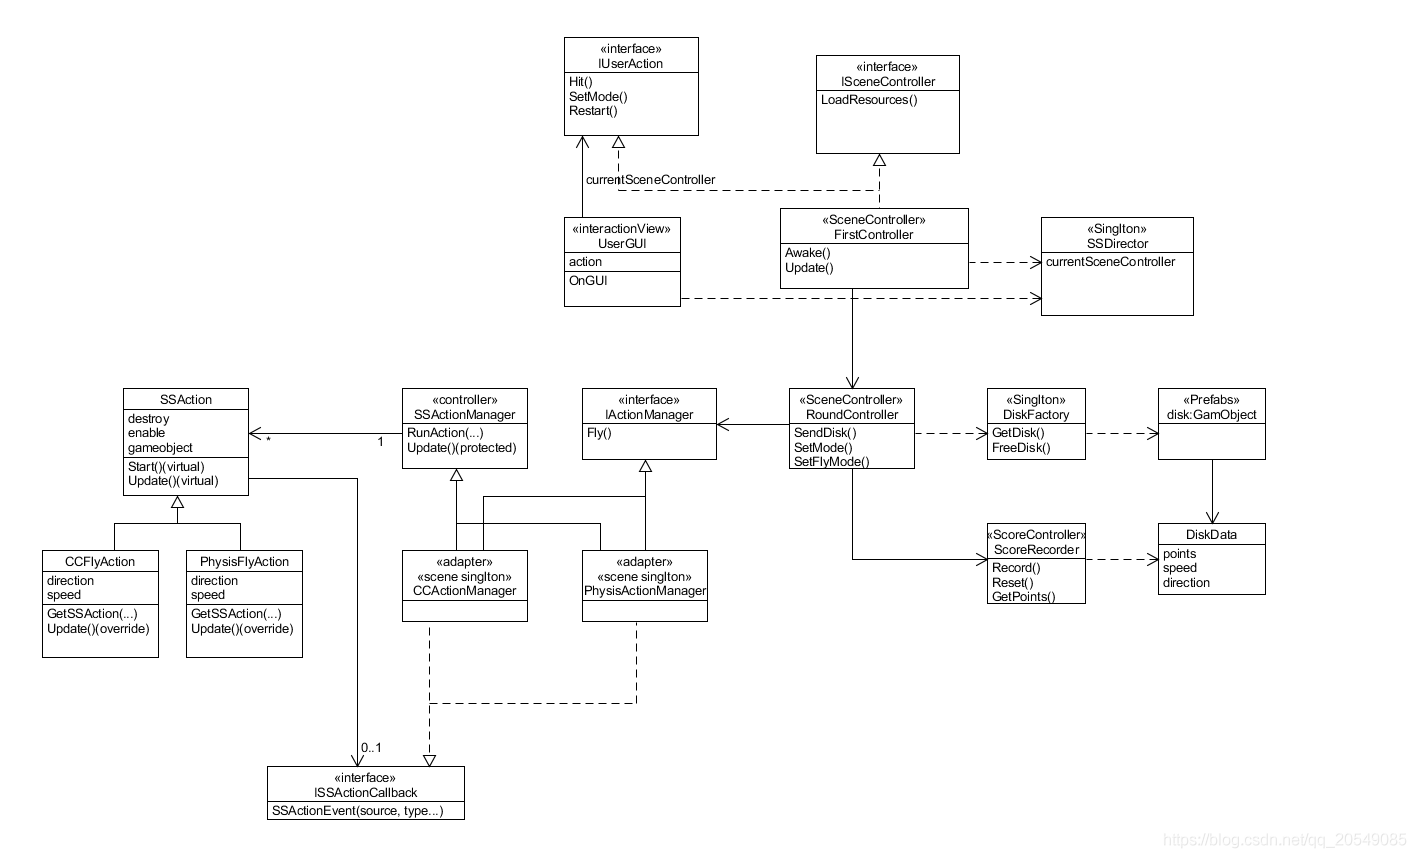 «interface»
IUserAction
Hit()
SetMode()
Restart()
«interface»
ISceneController
LoadResources()
currentSceneController
«interactionView»
UserGUI
action
OnGUI
«SceneController»
FirstController
Awake()
Update()
«Singlton»
SSDirector
currentSceneController
SSAction
destroy
enable
gameobject
Start()(virtual)
Update()(virtual)
*
1
«controller»
SSActionManager
RunAction(...)
Update()(protected)
«interface»
IActionManager
Fly()
«SceneController»
RoundController
SendDisk()
SetMode()
SetFlyMode()
«Singlton»
DiskFactory
GetDisk()
FreeDisk()
«Prefabs»
disk:GamObject
CCFlyAction
direction
speed
GetSSAction(...)
Update()(override)
PhysisFlyAction
direction
speed
GetSSAction(...)
Update()(override)
«adapter»
«scene singlton»
CCActionManager
«adapter»
«scene singlton»
PhysisActionManager
«ScoreController»
ScoreRecorder
Record()
Reset()
GetPoints()
DiskData
points
speed
direction
0..1
«interface»
ISSActionCallback
SSActionEvent(source, type...)
https://blog.csdn.net/qq_20549085